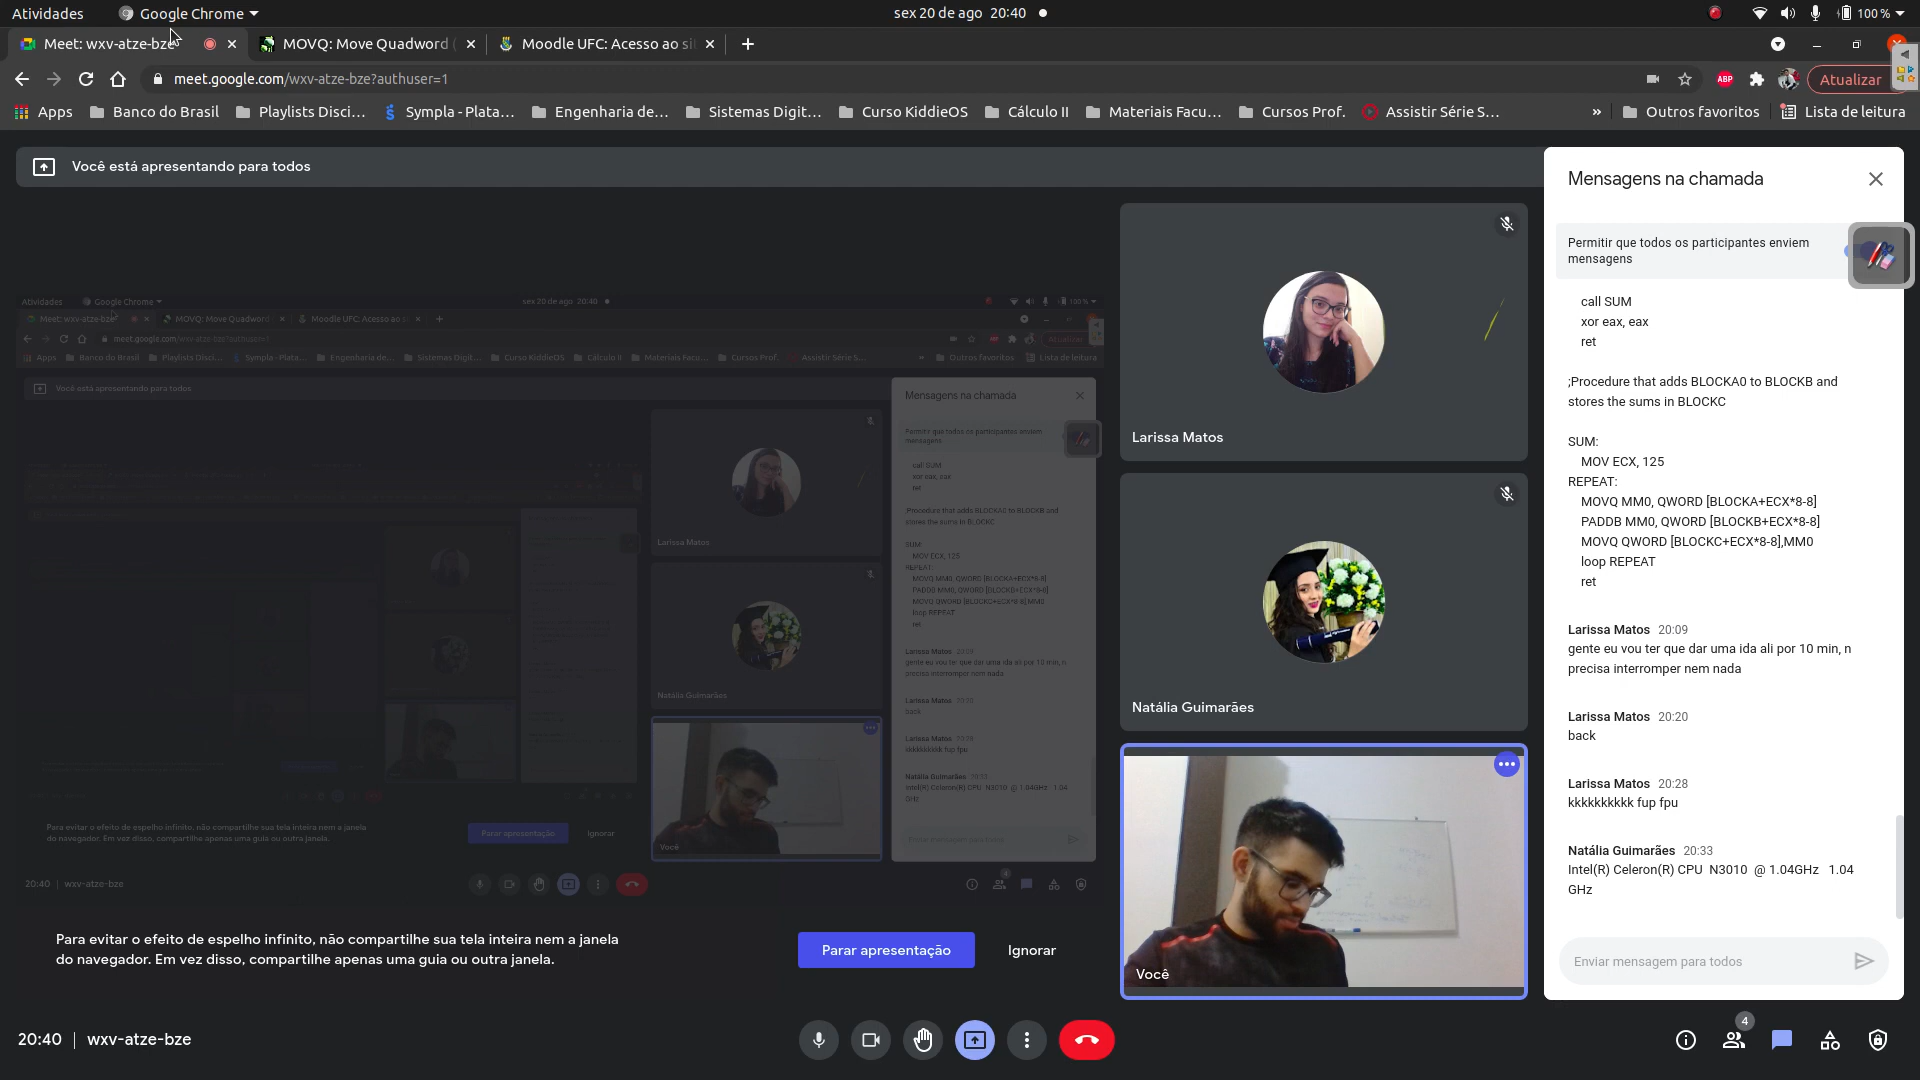 Atividades
Google Chrome
sex 20 de ago 20:40
100 %
Meet: wxv-atze-bze
MOVQ: Move Quadword (
Moodle UFC: Acesso ao si
meet.google.com/wxv-atze-bze?authuser=1
ABP
Atualizar
Apps
Banco do Brasil
Playlists Disci...
Sympla - Plata...
Engenharia de...
Sistemas Digit...
Curso KiddieOS
Cálculo II
Materiais Facu...
Cursos Prof.
Assistir Série S...
»
Outros favoritos
Lista de leitura
Você está apresentando para todos
Larissa Matos
Natália Guimarães
Você
Para evitar o efeito de espelho infinito, não compartilhe sua tela inteira nem a janela
do navegador. Em vez disso, compartilhe apenas uma guia ou outra janela.
Parar apresentação
Ignorar
20:40 | wxv-atze-bze
Mensagens na chamada
Permitir que todos os participantes enviem
mensagens
call SUM
xor eax, eax
ret
;Procedure that adds BLOCKA0 to BLOCKB and
stores the sums in BLOCKC
SUM:
MOV ECX, 125
REPEAT:
MOVQ MM0, QWORD [BLOCKA+ECX*8-8]
PADDB MM0, QWORD [BLOCKB+ECX*8-8]
MOVQ QWORD [BLOCKC+ECX*8-8],MM0
loop REPEAT
ret
Larissa Matos 20:09
gente eu vou ter que dar uma ida ali por 10 min, n
precisa interromper nem nada
Larissa Matos 20:20
back
Larissa Matos 20:28
kkkkkkkkkk fup fpu
Natália Guimarães 20:33
Intel(R) Celeron(R) CPU N3010 @ 1.04GHz 1.04
GHz
Enviar mensagem para todos
4